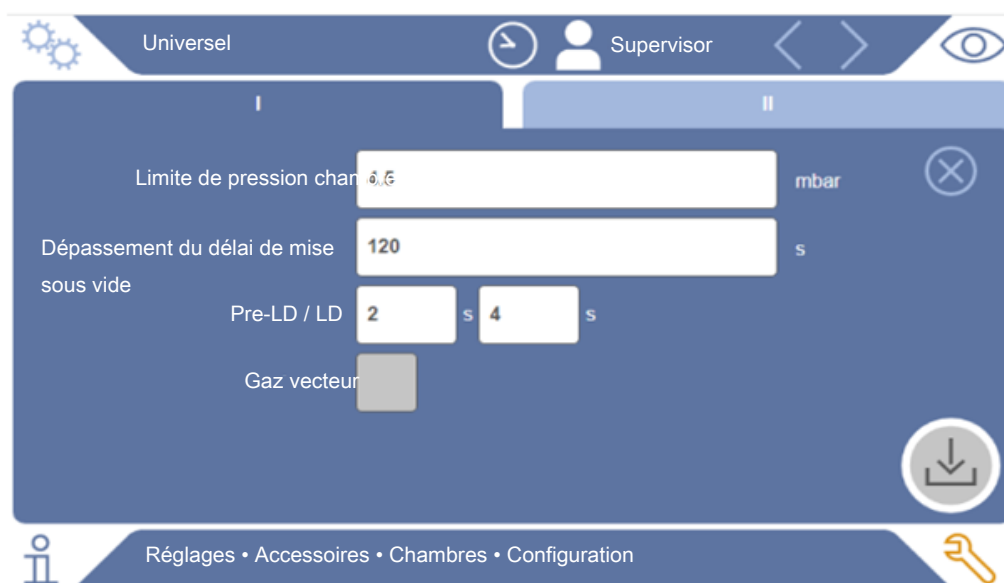 Universel
Supervisor
I
II
Limite de pression cham
mbar
Dépassement du délai de mise
sous vide
120
s
Pre-LD / LD
2
s
4
s
Gaz vecteur
Réglages • Accessoires • Chambres • Configuration